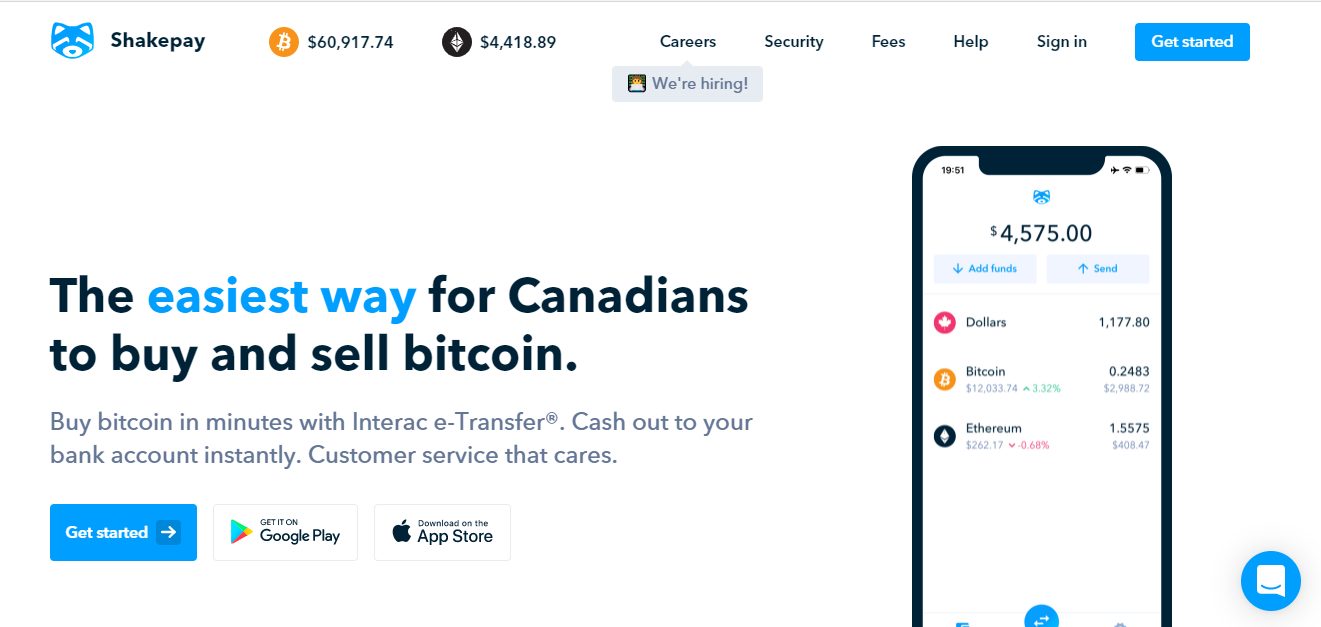 Shakepay
$60,917.74
$4,418.89
Careers
Security
Fees
Help
Sign in
Get started
We're hiring!
The easiest way for Canadians
to buy and sell bitcoin.
Buy bitcoin in minutes with Interac e-Transfer®. Cash out to your
bank account instantly. Customer service that cares.
Get started
GET IT ON
Google Play
Download on the
App Store
19:51
$4,575.00
Add funds
Send
Dollars 1,177.80
Bitcoin 0.2483
$12,033.74 3.32% $2,988.72
Ethereum 1.5575
$262.17 -0.68% $408.47